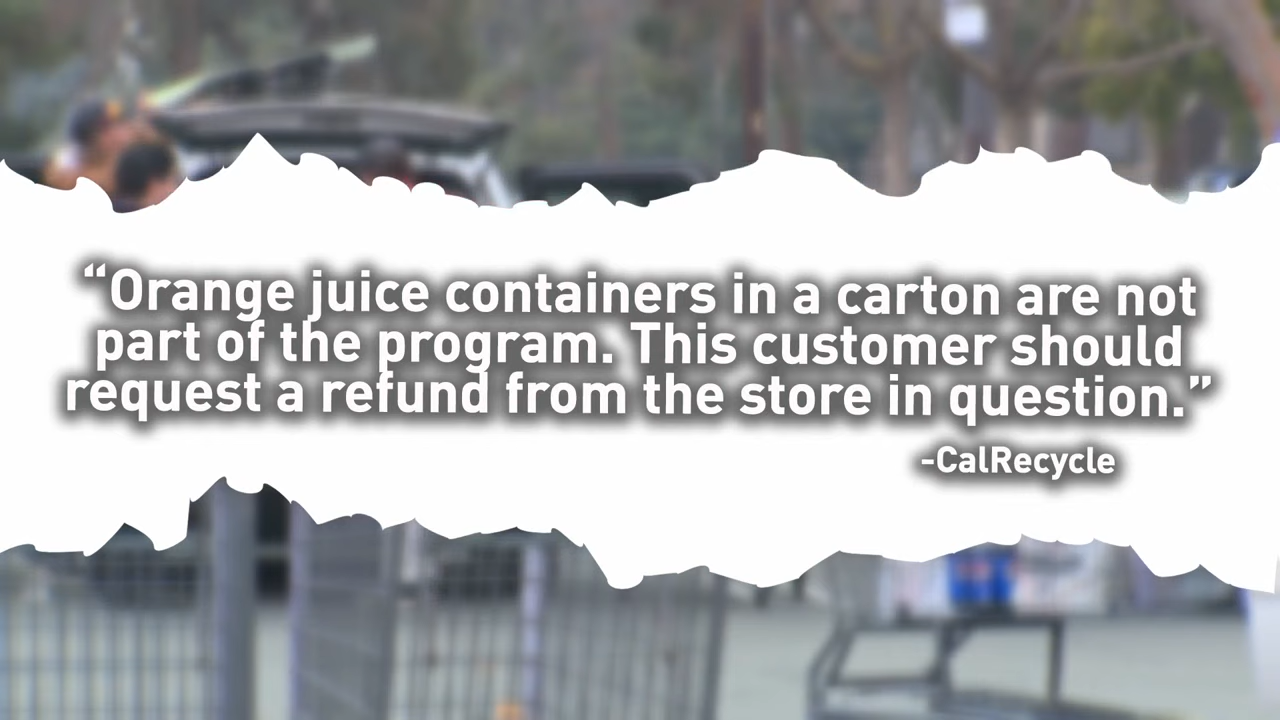 “Orange juice containers in a carton are not
part of the program. This customer should
request a refund from the store in question.”
-CalRecycle